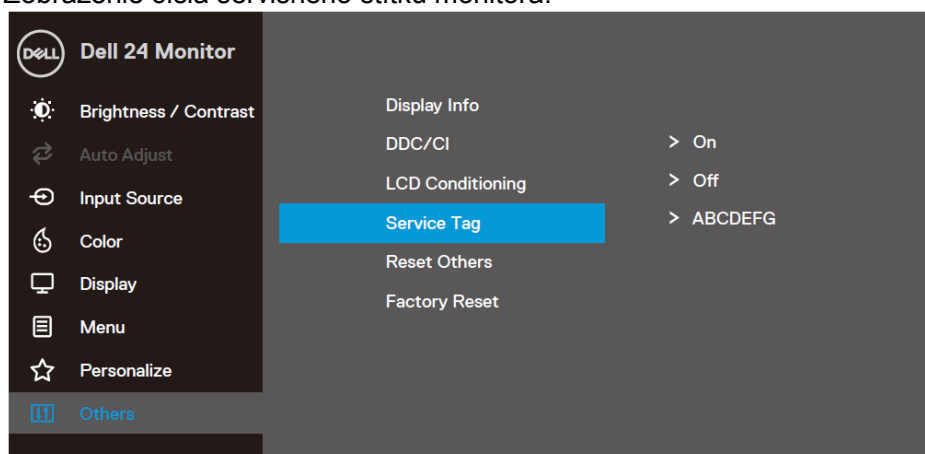 Zobrazenie čísla servisného štítku monitora.
DELL
Dell 24 Monitor
Brightness / Contrast
Auto Adjust
Input Source
Color
Display
Menu
Personalize
Others
Display Info
DDC/CI > On
LCD Conditioning > Off
Service Tag > ABCDEFG
Reset Others
Factory Reset